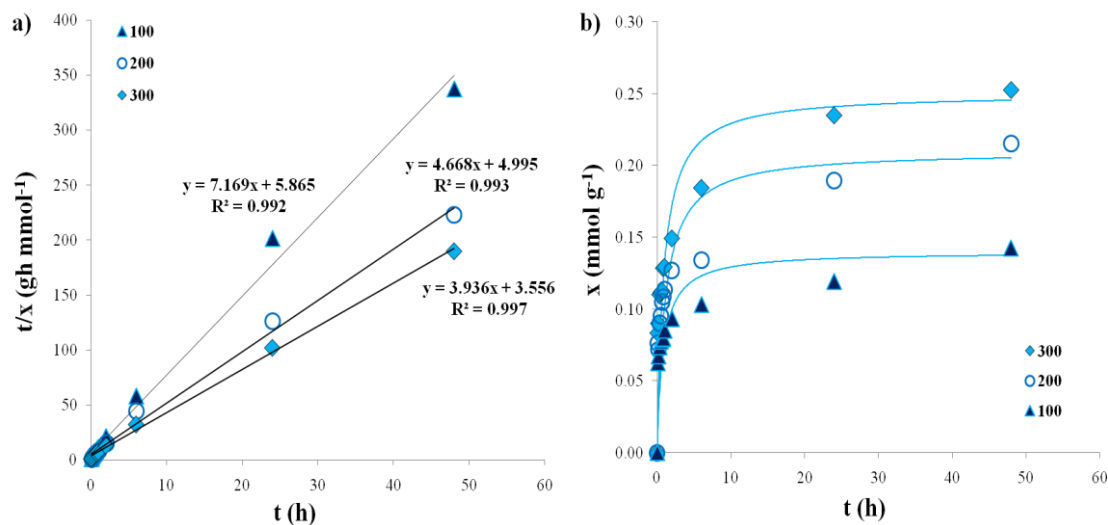 a)
100
200
300
y = 7.169x + 5.865
R² = 0.992
y = 4.668x + 4.995
R² = 0.993
y = 3.936x + 3.556
R² = 0.997
t/x (gh mmol⁻¹)
400
350
300
250
200
150
100
50
0
0 10 20 30 40 50 60
t (h)
b)
x (mmol g⁻¹)
0.30
0.25
0.20
0.15
0.10
0.05
0.00
300
200
100
0 10 20 30 40 50 60
t (h)